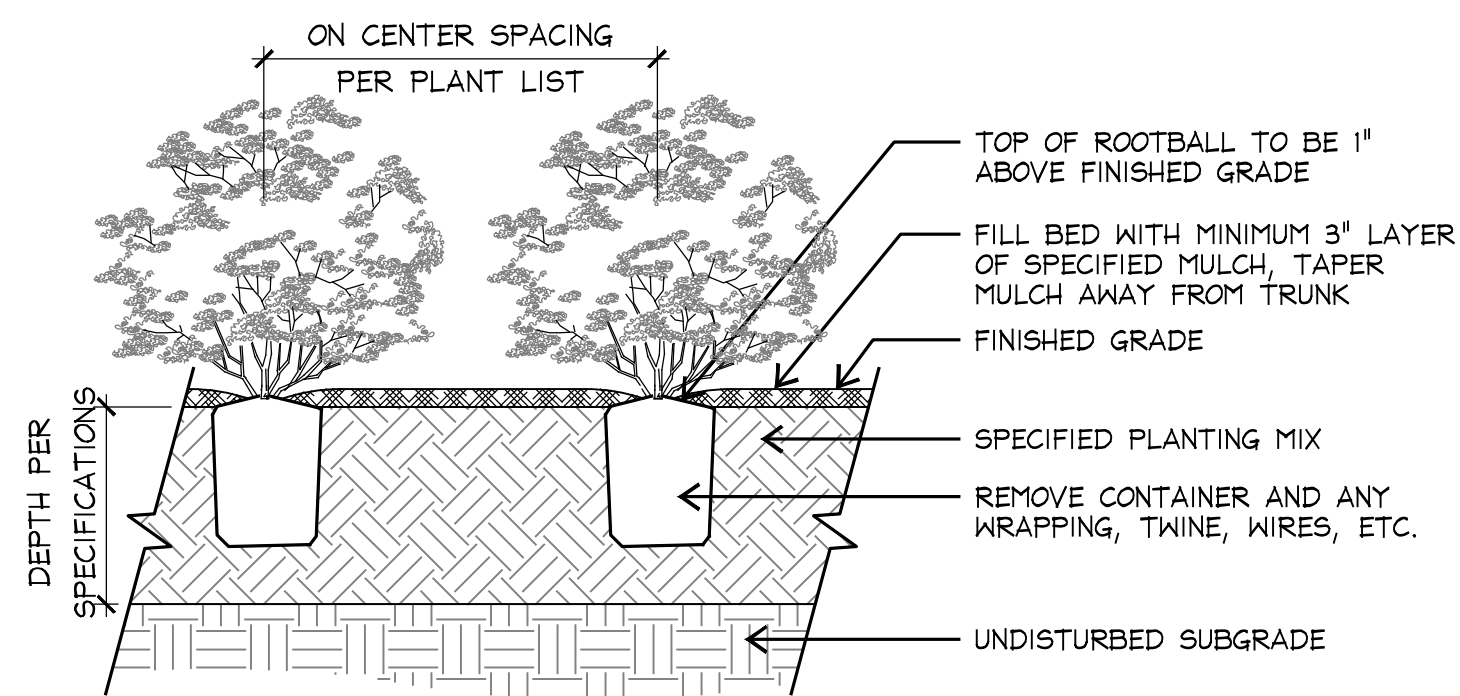 ON CENTER SPACING
PER PLANT LIST
TOP OF ROOTBALL TO BE 1"
ABOVE FINISHED GRADE
FILL BED WITH MINIMUM 3" LAYER
OF SPECIFIED MULCH, TAPER
MULCH AWAY FROM TRUNK
FINISHED GRADE
DEPTH PER
SPECIFICATIONS
SPECIFIED PLANTING MIX
REMOVE CONTAINER AND ANY
WRAPPING, TWINE, WIRES, ETC.
UNDISTURBED SUBGRADE